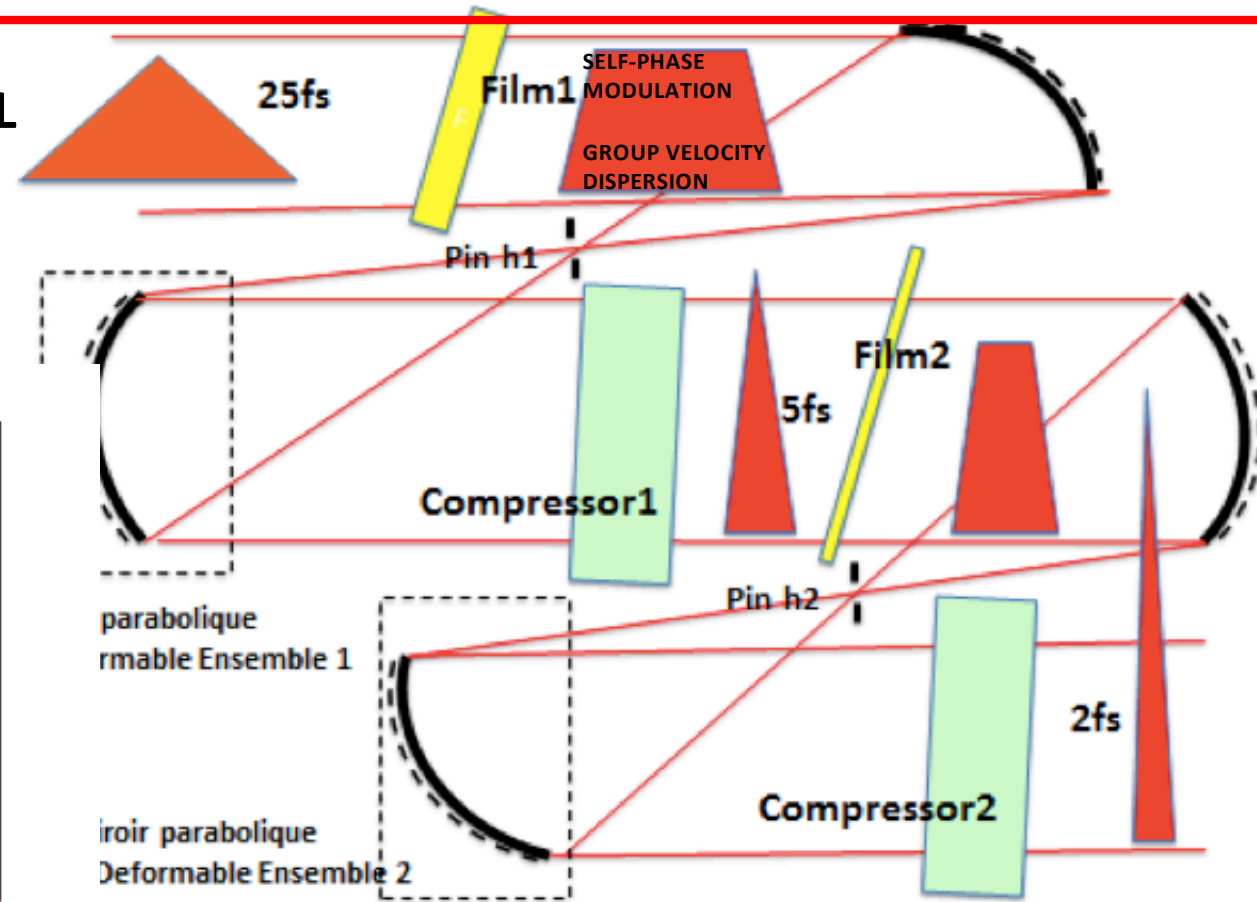 L
25fs
Film1
SELF-PHASE
MODULATION
GROUP VELOCITY
DISPERSION
Pin h1
Film2
5fs
Compressor1
Pin h2
parabolique
rmable Ensemble 1
2fs
Compressor2
iroir parabolique
Deformable Ensemble 2